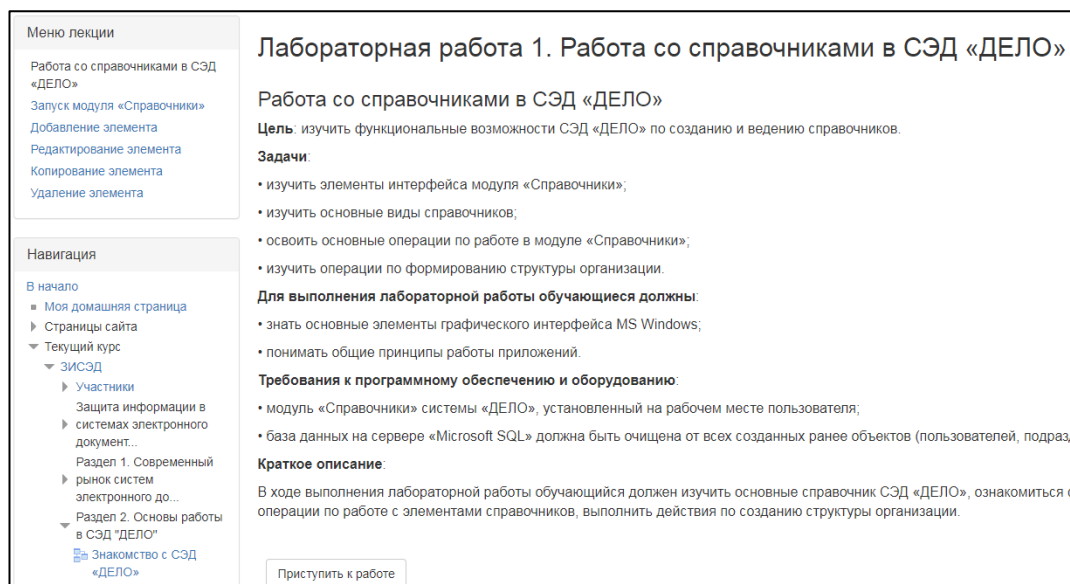 Меню лекции
Работа со справочниками в СЭД
«ДЕЛО»
Запуск модуля «Справочники»
Добавление элемента
Редактирование элемента
Копирование элемента
Удаление элемента
Навигация
В начало
Моя домашняя страница
Страницы сайта
Текущий курс
ЗИСЭД
Участники
Защита информации в
системах электронного
документ...
Раздел 1. Современный
рынок систем
электронного до...
Раздел 2. Основы работы
в СЭД "ДЕЛО"
Знакомство с СЭД
«ДЕЛО»
Лабораторная работа 1. Работа со справочниками в СЭД «ДЕЛО»
Работа со справочниками в СЭД «ДЕЛО»
Цель: изучить функциональные возможности СЭД «ДЕЛО» по созданию и ведению справочников.
Задачи:
• изучить элементы интерфейса модуля «Справочники»;
• изучить основные виды справочников;
• освоить основные операции по работе в модуле «Справочники»;
• изучить операции по формированию структуры организации.
Для выполнения лабораторной работы обучающиеся должны:
• знать основные элементы графического интерфейса MS Windows;
• понимать общие принципы работы приложений.
Требования к программному обеспечению и оборудованию:
• модуль «Справочники» системы «ДЕЛО», установленный на рабочем месте пользователя;
• база данных на сервере «Microsoft SQL» должна быть очищена от всех созданных ранее объектов (пользователей, подразд
Краткое описание:
В ходе выполнения лабораторной работы обучающийся должен изучить основные справочник СЭД «ДЕЛО», ознакомиться
операции по работе с элементами справочников, выполнить действия по созданию структуры организации.
Приступить к работе